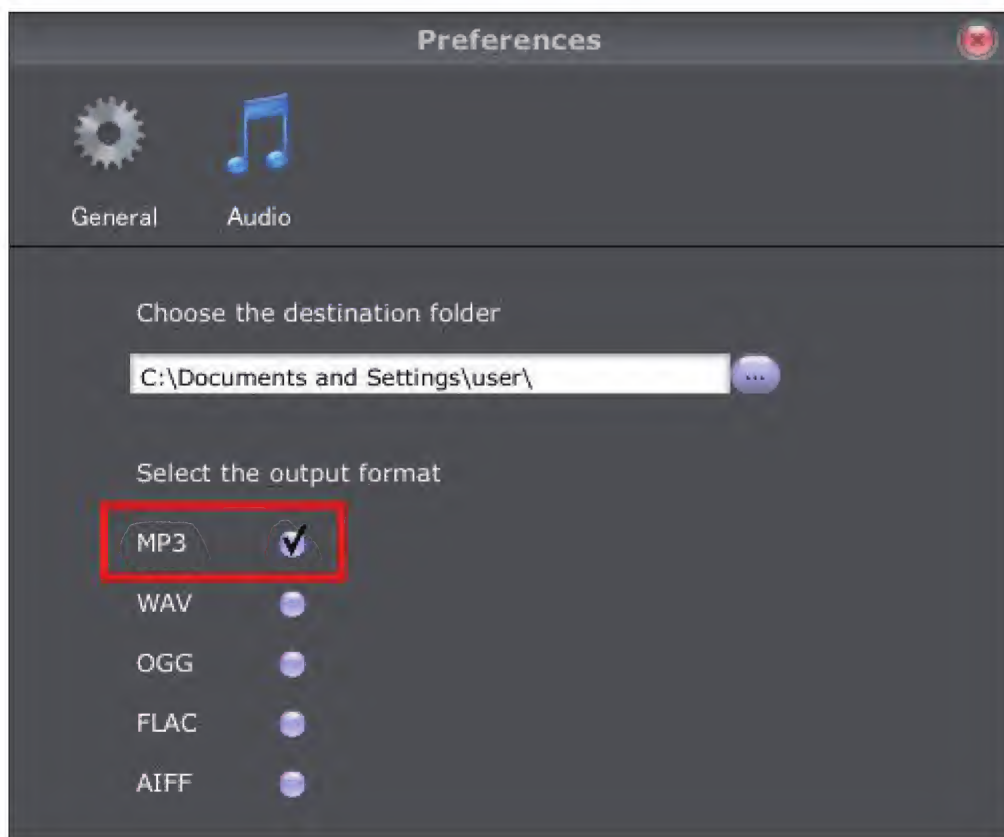 Preferences
General Audio
Choose the destination folder
C:\Documents and Settings\user\
...
Select the output format
MP3
WAV
OGG
FLAC
AIFF